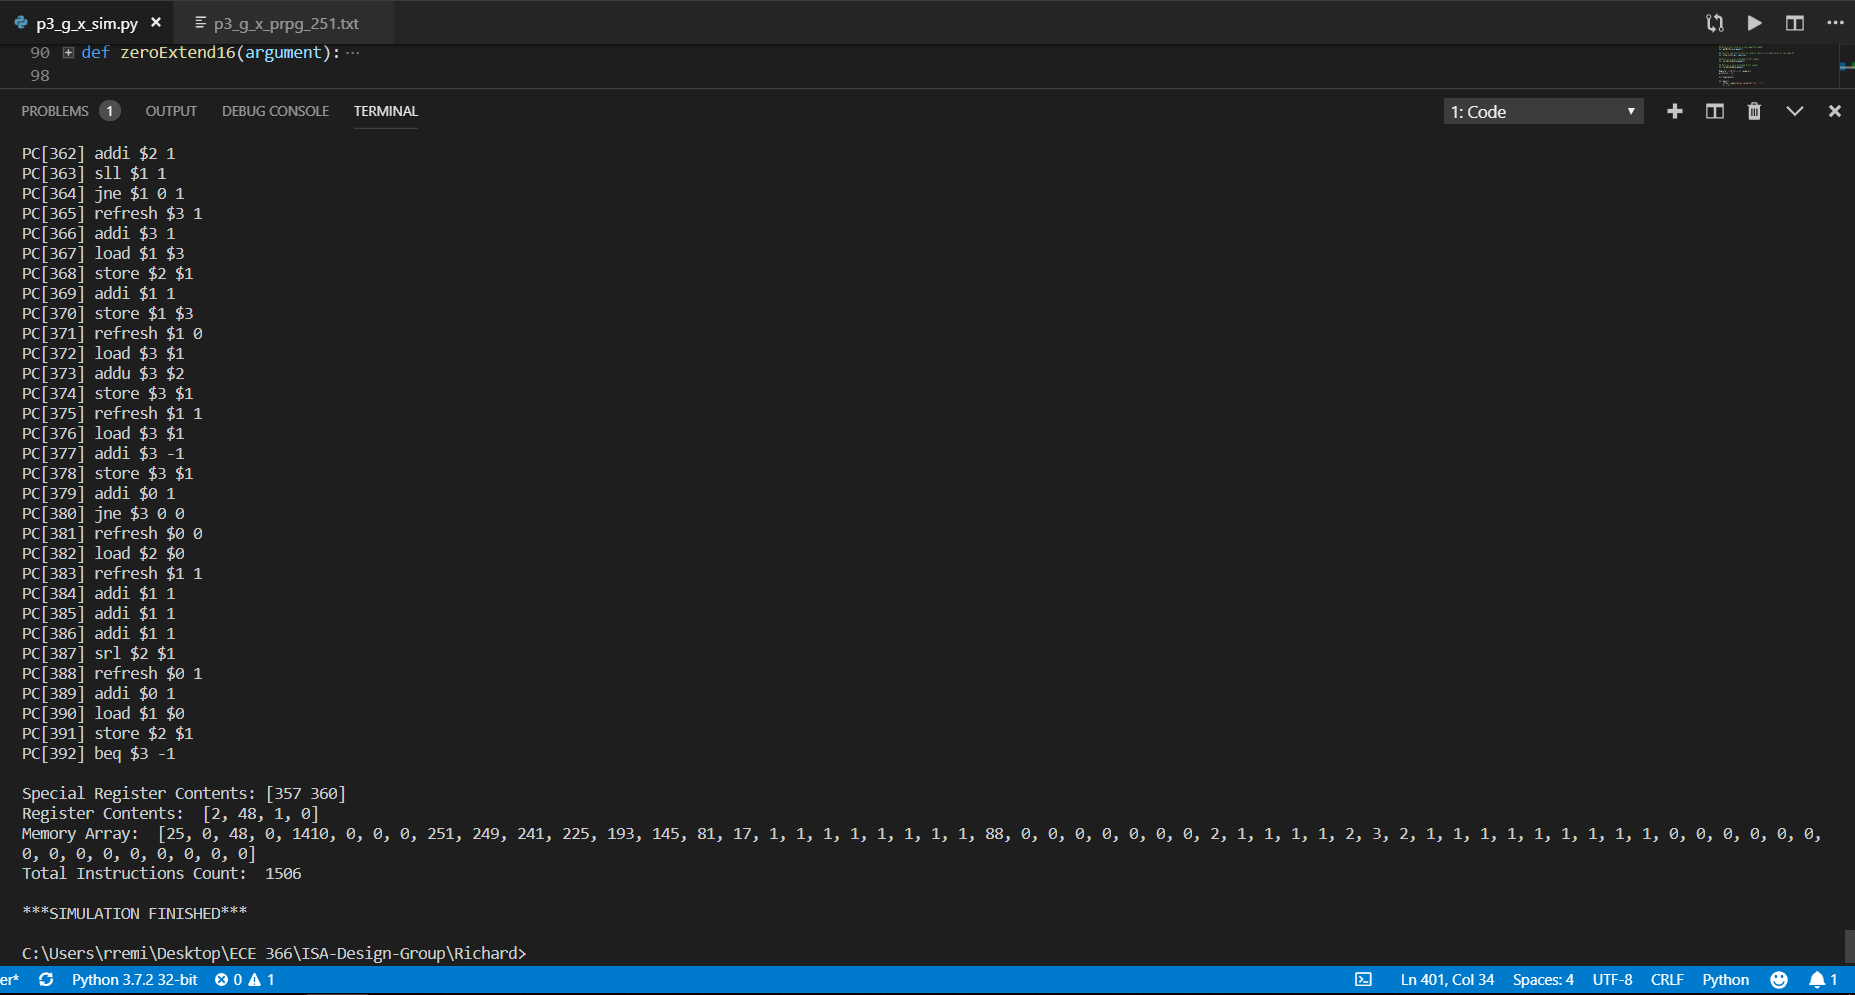 p3_g_x_sim.py × p3_g_x_prpg_251.txt
90 def zeroExtend16(argument):···
98
PROBLEMS 1 OUTPUT DEBUG CONSOLE TERMINAL 1: Code
PC[362] addi $2 1
PC[363] sll $1 1
PC[364] jne $1 0 1
PC[365] refresh $3 1
PC[366] addi $3 1
PC[367] load $1 $3
PC[368] store $2 $1
PC[369] addi $1 1
PC[370] store $1 $3
PC[371] refresh $1 0
PC[372] load $3 $1
PC[373] addu $3 $2
PC[374] store $3 $1
PC[375] refresh $1 1
PC[376] load $3 $1
PC[377] addi $3 -1
PC[378] store $3 $1
PC[379] addi $0 1
PC[380] jne $3 0 0
PC[381] refresh $0 0
PC[382] load $2 $0
PC[383] refresh $1 1
PC[384] addi $1 1
PC[385] addi $1 1
PC[386] addi $1 1
PC[387] srl $2 $1
PC[388] refresh $0 1
PC[389] addi $0 1
PC[390] load $1 $0
PC[391] store $2 $1
PC[392] beq $3 -1
Special Register Contents: [357 360]
Register Contents:  [2, 48, 1, 0]
Memory Array:  [25, 0, 48, 0, 1410, 0, 0, 0, 251, 249, 241, 225, 193, 145, 81, 17, 1, 1, 1, 1, 1, 1, 1, 1, 88, 0, 0, 0, 0, 0, 0, 0, 2, 1, 1, 1, 1, 2, 3, 2, 1, 1, 1, 1, 1, 1, 1, 1, 1, 0, 0, 0, 0, 0, 0,
0, 0, 0, 0, 0, 0, 0, 0, 0]
Total Instructions Count:  1506
***SIMULATION FINISHED***
C:\Users\rremi\Desktop\ECE 366\ISA-Design-Group\Richard>
er* Python 3.7.2 32-bit 0 1 Ln 401, Col 34 Spaces: 4 UTF-8 CRLF Python 1